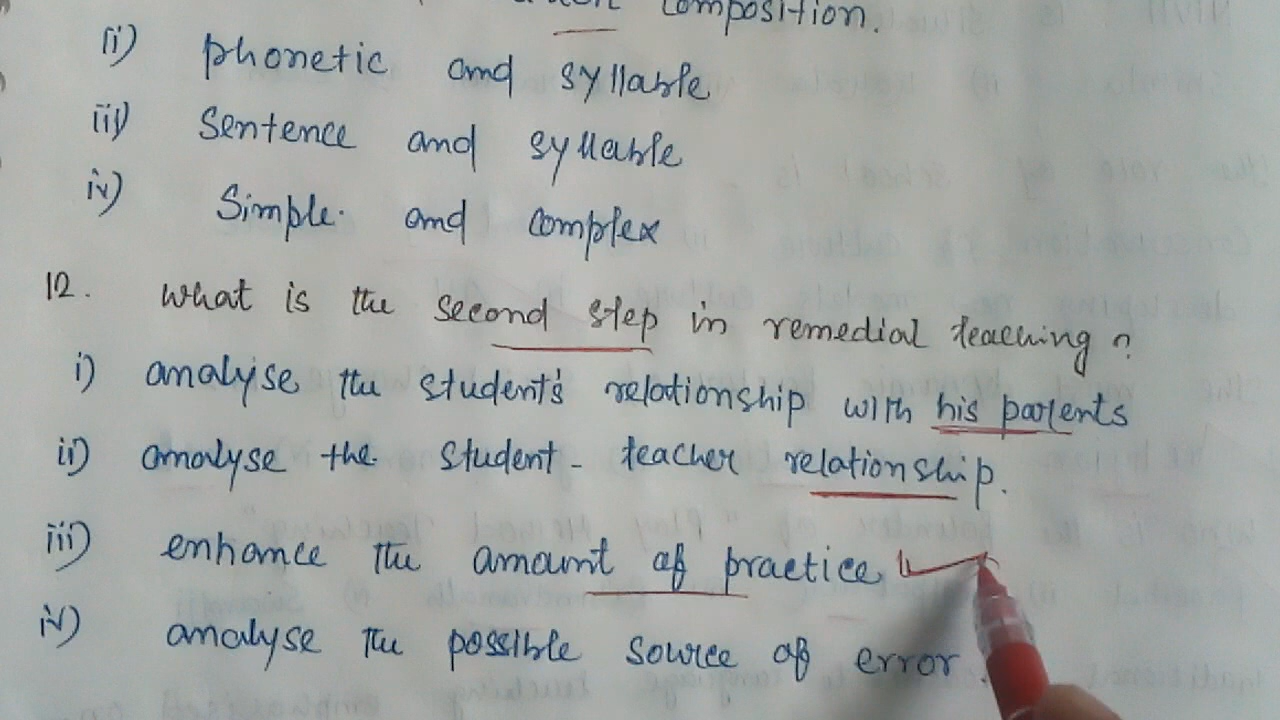 composition.
(i) phonetic and syllable
iii) Sentence and syllable
iv) Simple and complex
12. What is the second step in remedial teaching?
i) analyise the student's relationship with his parents
ii) analyse the student - teacher relationship.
iii) enhance the amount of practice
iv) analyse the possible source of error.